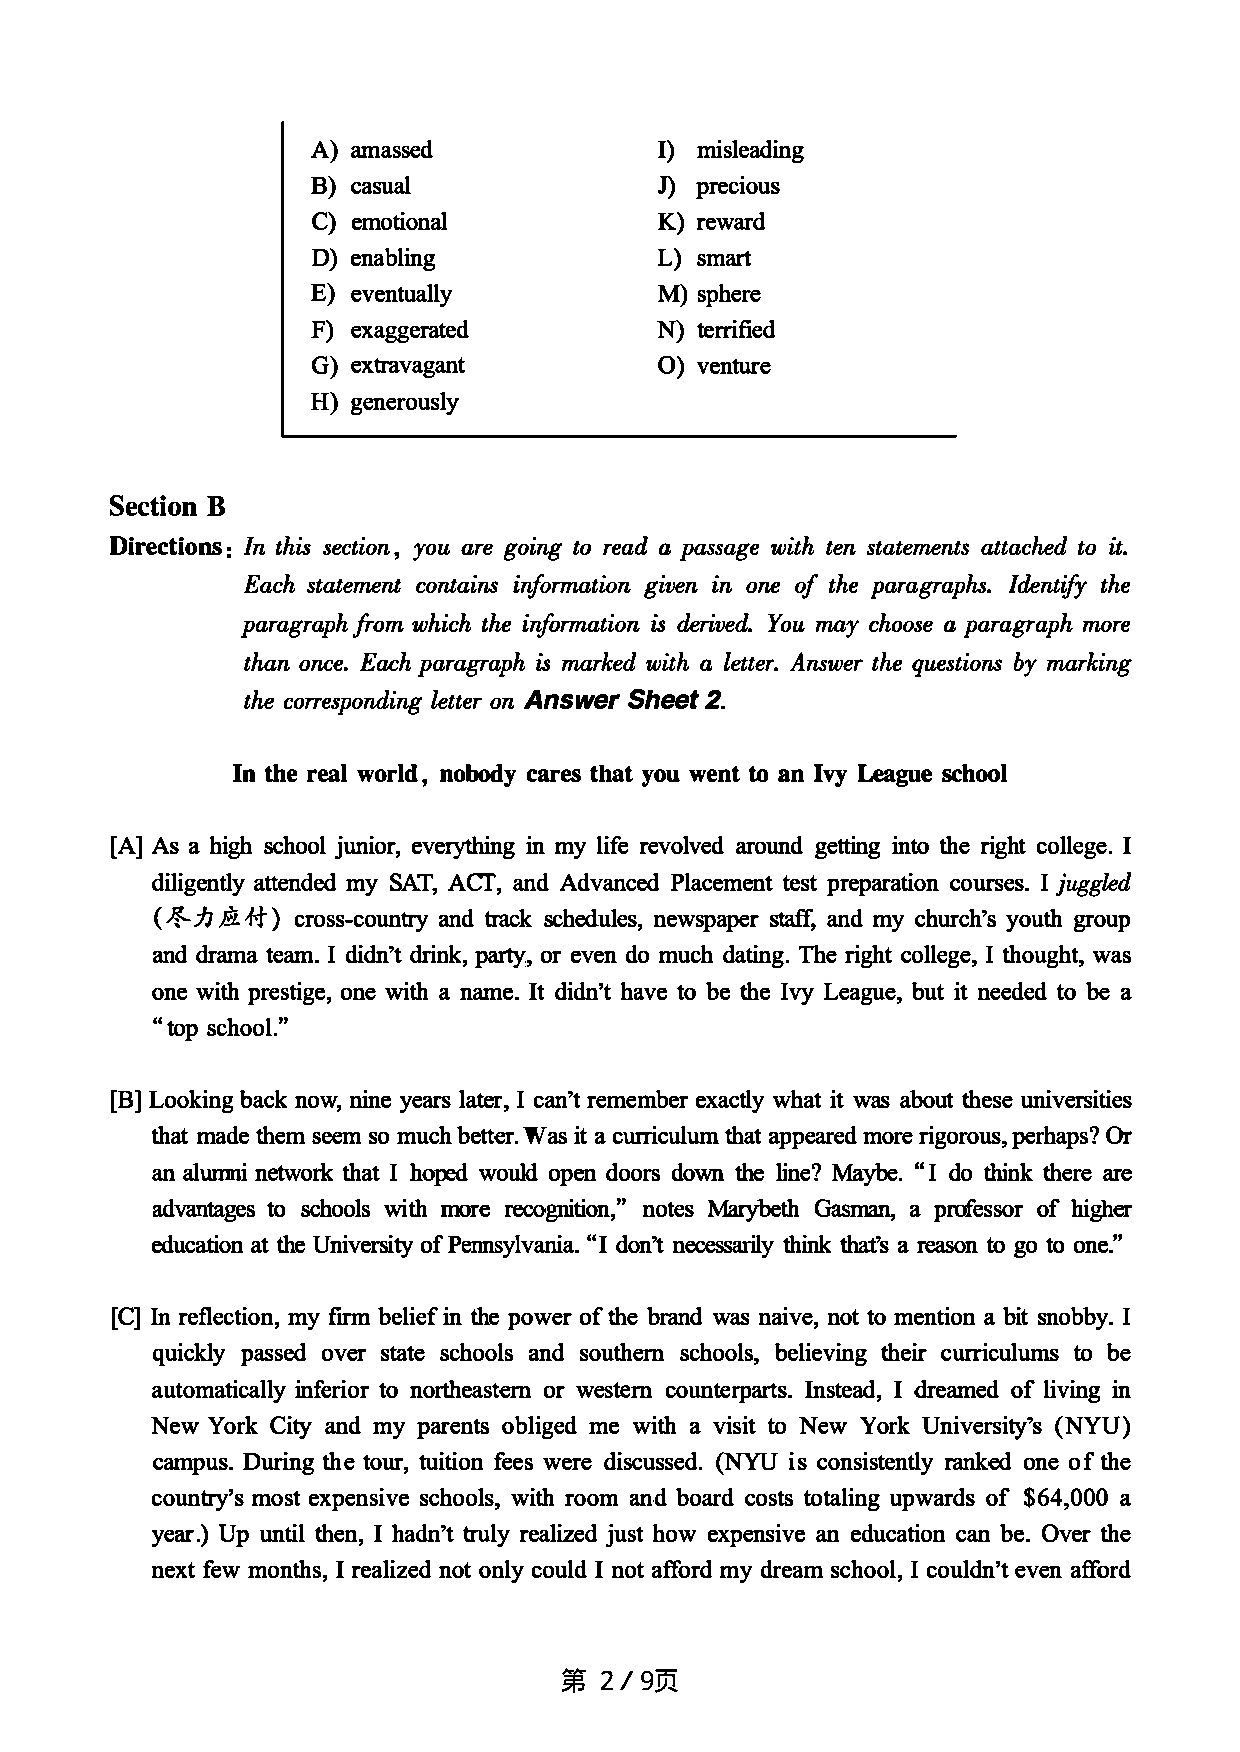 A) amassed I) misleading
B) casual J) precious
C) emotional K) reward
D) enabling L) smart
E) eventually M) sphere
F) exaggerated N) terrified
G) extravagant O) venture
H) generously
Section B
Directions: In this section, you are going to read a passage with ten statements attached to it.
Each statement contains information given in one of the paragraphs. Identify the
paragraph from which the information is derived. You may choose a paragraph more
than once. Each paragraph is marked with a letter. Answer the questions by marking
the corresponding letter on Answer Sheet 2.
In the real world, nobody cares that you went to an Ivy League school
[A] As a high school junior, everything in my life revolved around getting into the right college. I
diligently attended my SAT, ACT, and Advanced Placement test preparation courses. I juggled
(尽力应付) cross-country and track schedules, newspaper staff, and my church’s youth group
and drama team. I didn’t drink, party, or even do much dating. The right college, I thought, was
one with prestige, one with a name. It didn’t have to be the Ivy League, but it needed to be a
“top school.”
[B] Looking back now, nine years later, I can’t remember exactly what it was about these universities
that made them seem so much better. Was it a curriculum that appeared more rigorous, perhaps? Or
an alumni network that I hoped would open doors down the line? Maybe. “I do think there are
advantages to schools with more recognition,” notes Marybeth Gasman, a professor of higher
education at the University of Pennsylvania. “I don’t necessarily think that’s a reason to go to one.”
[C] In reflection, my firm belief in the power of the brand was naive, not to mention a bit snobby. I
quickly passed over state schools and southern schools, believing their curriculums to be
automatically inferior to northeastern or western counterparts. Instead, I dreamed of living in
New York City and my parents obliged me with a visit to New York University’s (NYU)
campus. During the tour, tuition fees were discussed. (NYU is consistently ranked one of the
country’s most expensive schools, with room and board costs totaling upwards of $64,000 a
year.) Up until then, I hadn’t truly realized just how expensive an education can be. Over the
next few months, I realized not only could I not afford my dream school, I couldn’t even afford
第 2 / 9页